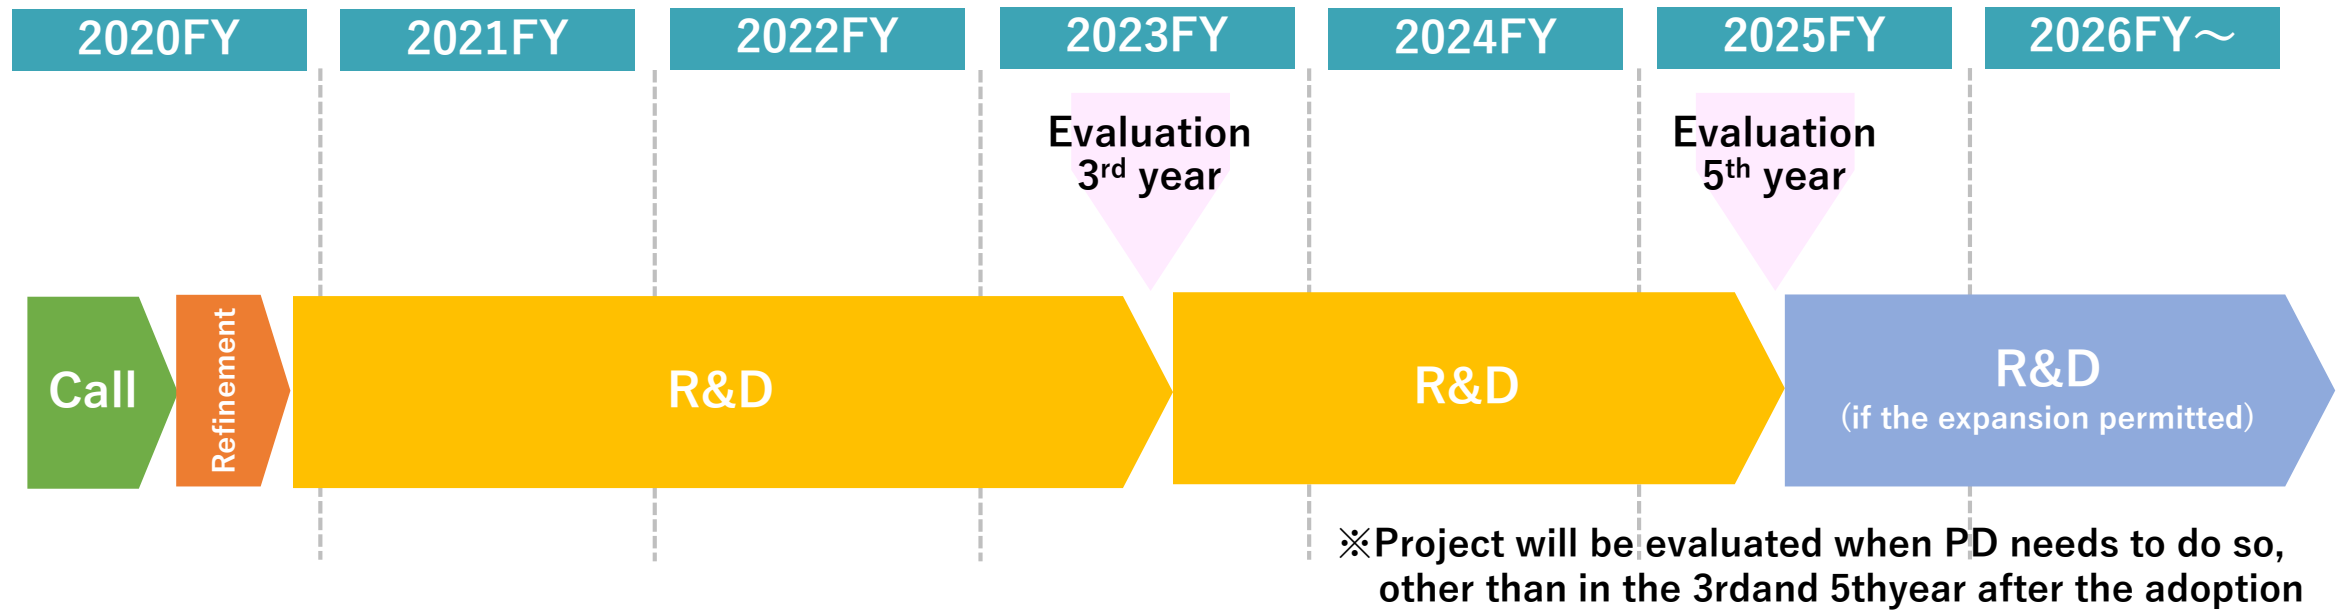 2020FY
2021FY
2022FY
2023FY
2024FY
2025FY
2026FY～
Evaluation
3rd year
Evaluation
5th year
Call
Refinement
R&D
R&D
R&D
(if the expansion permitted)
※Project will be evaluated when PD needs to do so,
other than in the 3rdand 5thyear after the adoption